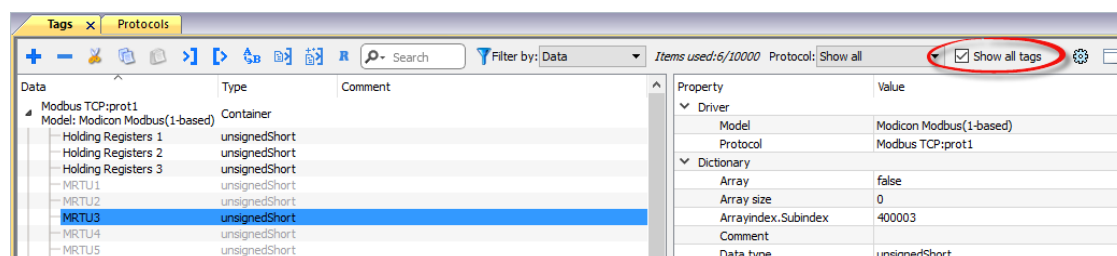 Tags x Protocols
AB R Search Filter by: Data Items used:6/10000 Protocol: Show all Show all tags
Data Type Comment Property Value
Modbus TCP:prot1
Model: Modicon Modbus(1-based) Container Driver
Holding Registers 1 unsignedShort Model Modicon Modbus(1-based)
Holding Registers 2 unsignedShort Protocol Modbus TCP:prot1
Holding Registers 3 unsignedShort Dictionary
MRTU1 unsignedShort Array false
MRTU2 unsignedShort Array size 0
MRTU3 unsignedShort Arrayindex.Subindex 400003
MRTU4 unsignedShort Comment
MRTU5 unsignedShort Data type unsignedShort